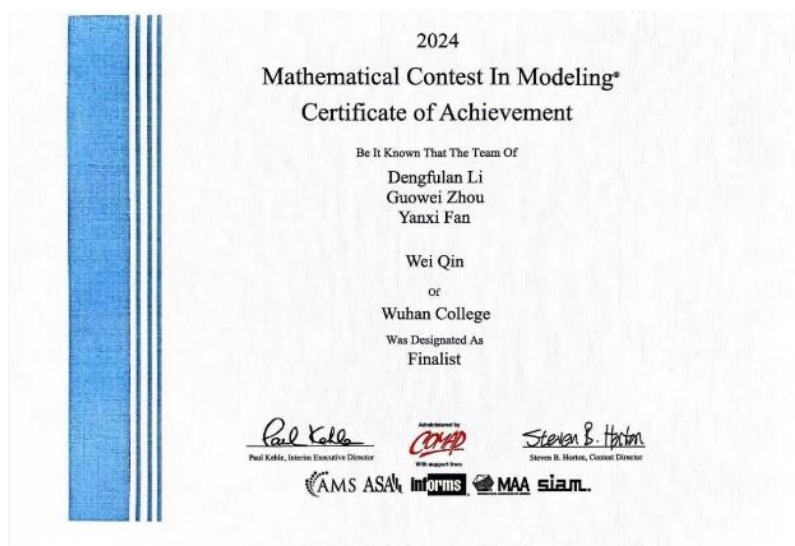 2024
Mathematical Contest In Modeling®
Certificate of Achievement
Be It Known That The Team Of
Dengfulan Li
Guowei Zhou
Yanxi Fan
Wei Qin
Of
Wuhan College
Was Designated As
Finalist
Paul Kehle
Steven B. Horton
Administered by
COMAP
With support from
Paul Kehle, Interim Executive Director
Steven B. Horton, Contest Director
AMS ASA informs MAA siam.